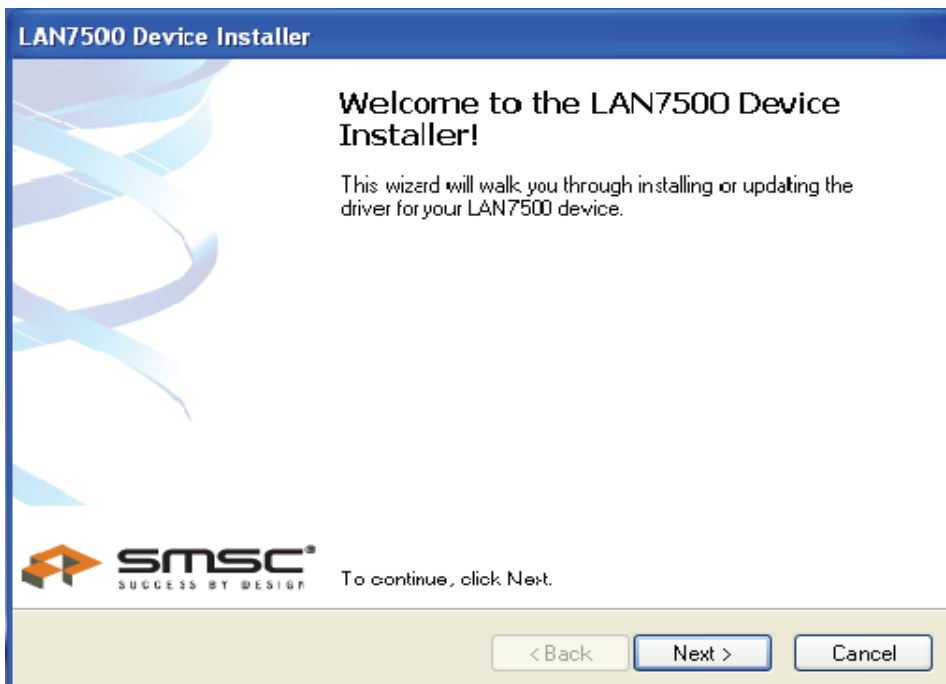 LAN7500 Device Installer
Welcome to the LAN7500 Device
Installer!
This wizard will walk you through installing or updating the
driver for your LAN7500 device.
smsc®
SUCCESS BY DESIGN
To continue, click Next.
< Back
Next >
Cancel